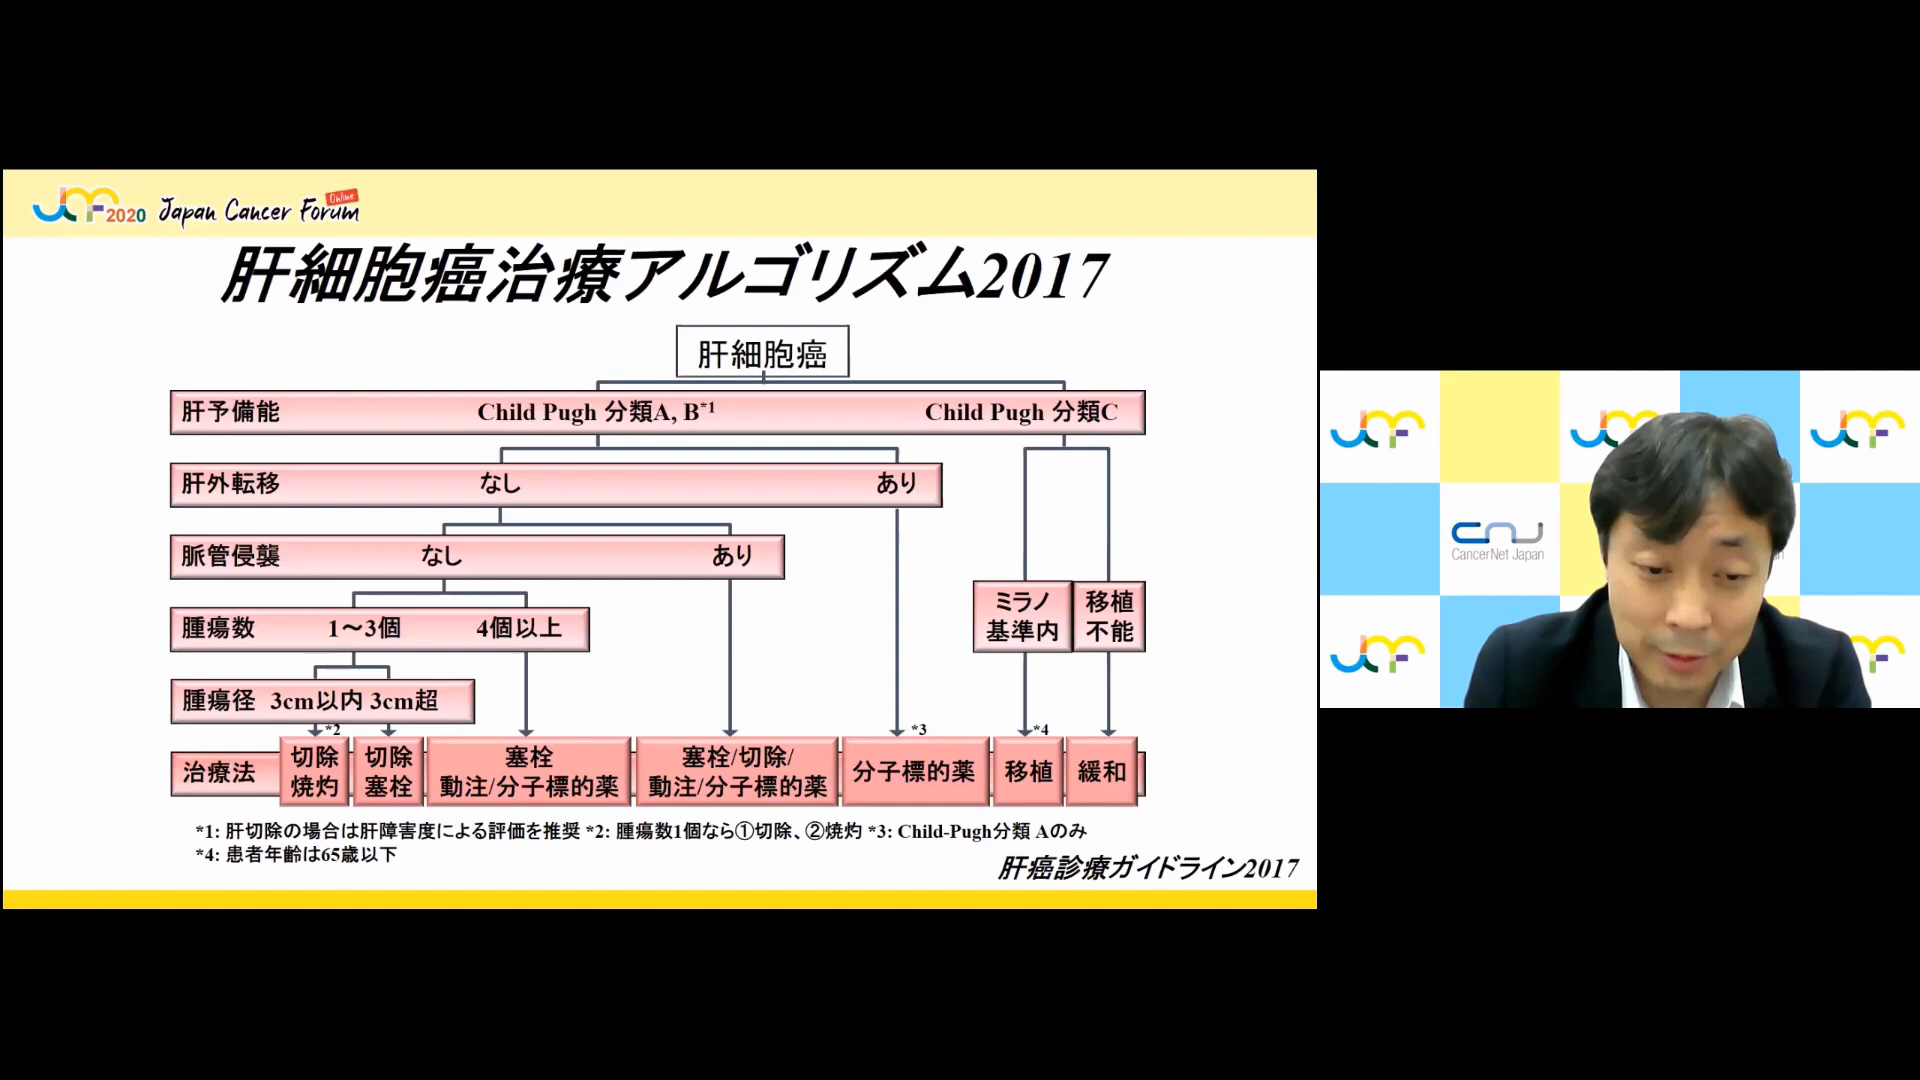 2020 Japan Cancer Forum Online
肝細胞癌治療アルゴリズム2017
肝細胞癌
肝予備能 Child Pugh 分類A, B*1 Child Pugh 分類C
肝外転移 なし あり
脈管侵襲 なし あり
ミラノ
基準内
移植
不能
腫瘍数 1～3個 4個以上
腫瘍径 3cm以内 3cm超
*2
*3
*4
治療法
切除
焼灼
切除
塞栓
塞栓
動注/分子標的薬
塞栓/切除/
動注/分子標的薬
分子標的薬
移植
緩和
*1: 肝切除の場合は肝障害度による評価を推奨 *2: 腫瘍数1個なら①切除、②焼灼 *3: Child-Pugh分類 Aのみ
*4: 患者年齢は65歳以下
肝癌診療ガイドライン2017
CancerNet Japan